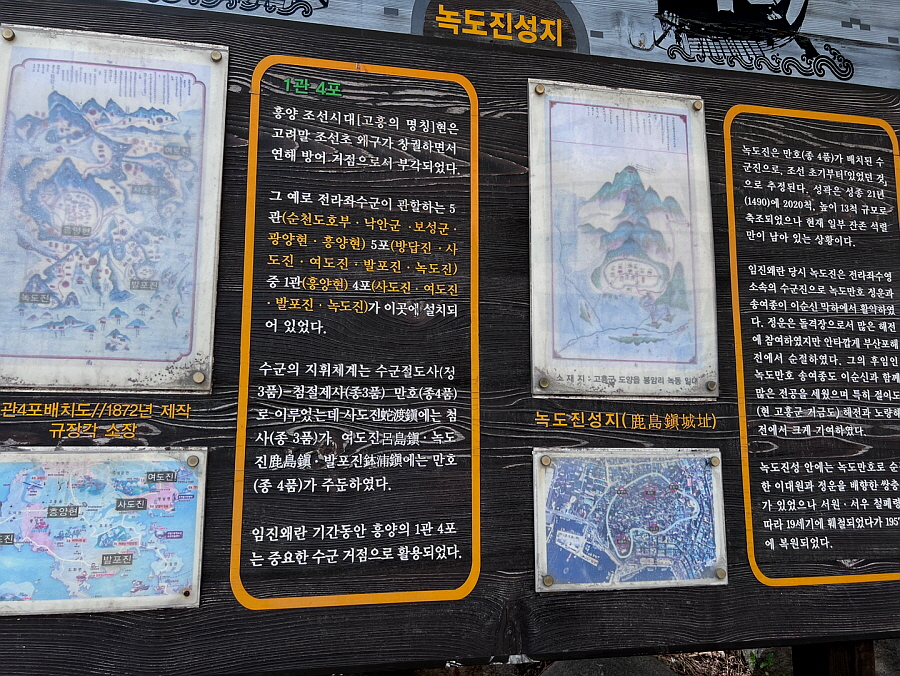 녹도진성지
1관 4포
흥양 조선시대[고흥의 명칭]현은
고려말 조선초 왜구가 창궐하면서
연해 방어 거점으로서 부각되었다.
그 예로 전라좌수군이 관할하는 5
관(순천도호부·낙안군·보성군·
광양현·흥양현) 5포(방답진·사
도진·여도진·발포진·녹도진)
중 1관(흥양현) 4포(사도진·여도진
·발포진·녹도진)가 이곳에 설치되
어 있었다.
수군의 지휘체계는 수군절도사(정
3품)-첨절제사(종3품) 만호(종4품)
로 이루었는데 사도진蛇渡鎭에는 첨
사(종 3품)가, 여도진呂島鎭·녹도
진鹿島鎭·발포진鉢浦鎭에는 만호
(종 4품)가 주둔하였다.
임진왜란 기간동안 흥양의 1관 4포
는 중요한 수군 거점으로 활용되었다.
흥양현
녹도진
발포진
관4포배치도//1872년 제작
규장각 소장
여도진
사도진
흥양현
발포진
소 재 지 : 고흥군 도양읍 봉암리 녹동 일대
녹도진성지(鹿島鎭城址)
녹도진은 만호(종 4품)가 배치된 수
군진으로, 조선 초기부터 있었던 것
으로 추정된다. 성곽은 성종 21년
(1490)에 2020척, 높이 13척 규모로
축조되었으나 현재 일부 잔존 석렬
만이 남아 있는 상황이다.
임진왜란 당시 녹도진은 전라좌수영
소속의 수군진으로 녹도만호 정운과
송여종이 이순신 막하에서 활약하였
다. 정운은 돌격장으로서 많은 해전
에 참여하였지만 안타깝게 부산포해
전에서 순절하였다. 그의 후임인
녹도만호 송여종도 이순신과 함께
많은 전공을 세웠으며 특히 절이도
(현 고흥군 거금도) 해전과 노량해
전에서 크게 기여하였다.
녹도진성 안에는 녹도만호로 순
한 이대원과 정운을 배향한 쌍충
가 있었으나 서원·서우 철폐령
따라 19세기에 훼철되었다가 195
에 복원되었다.